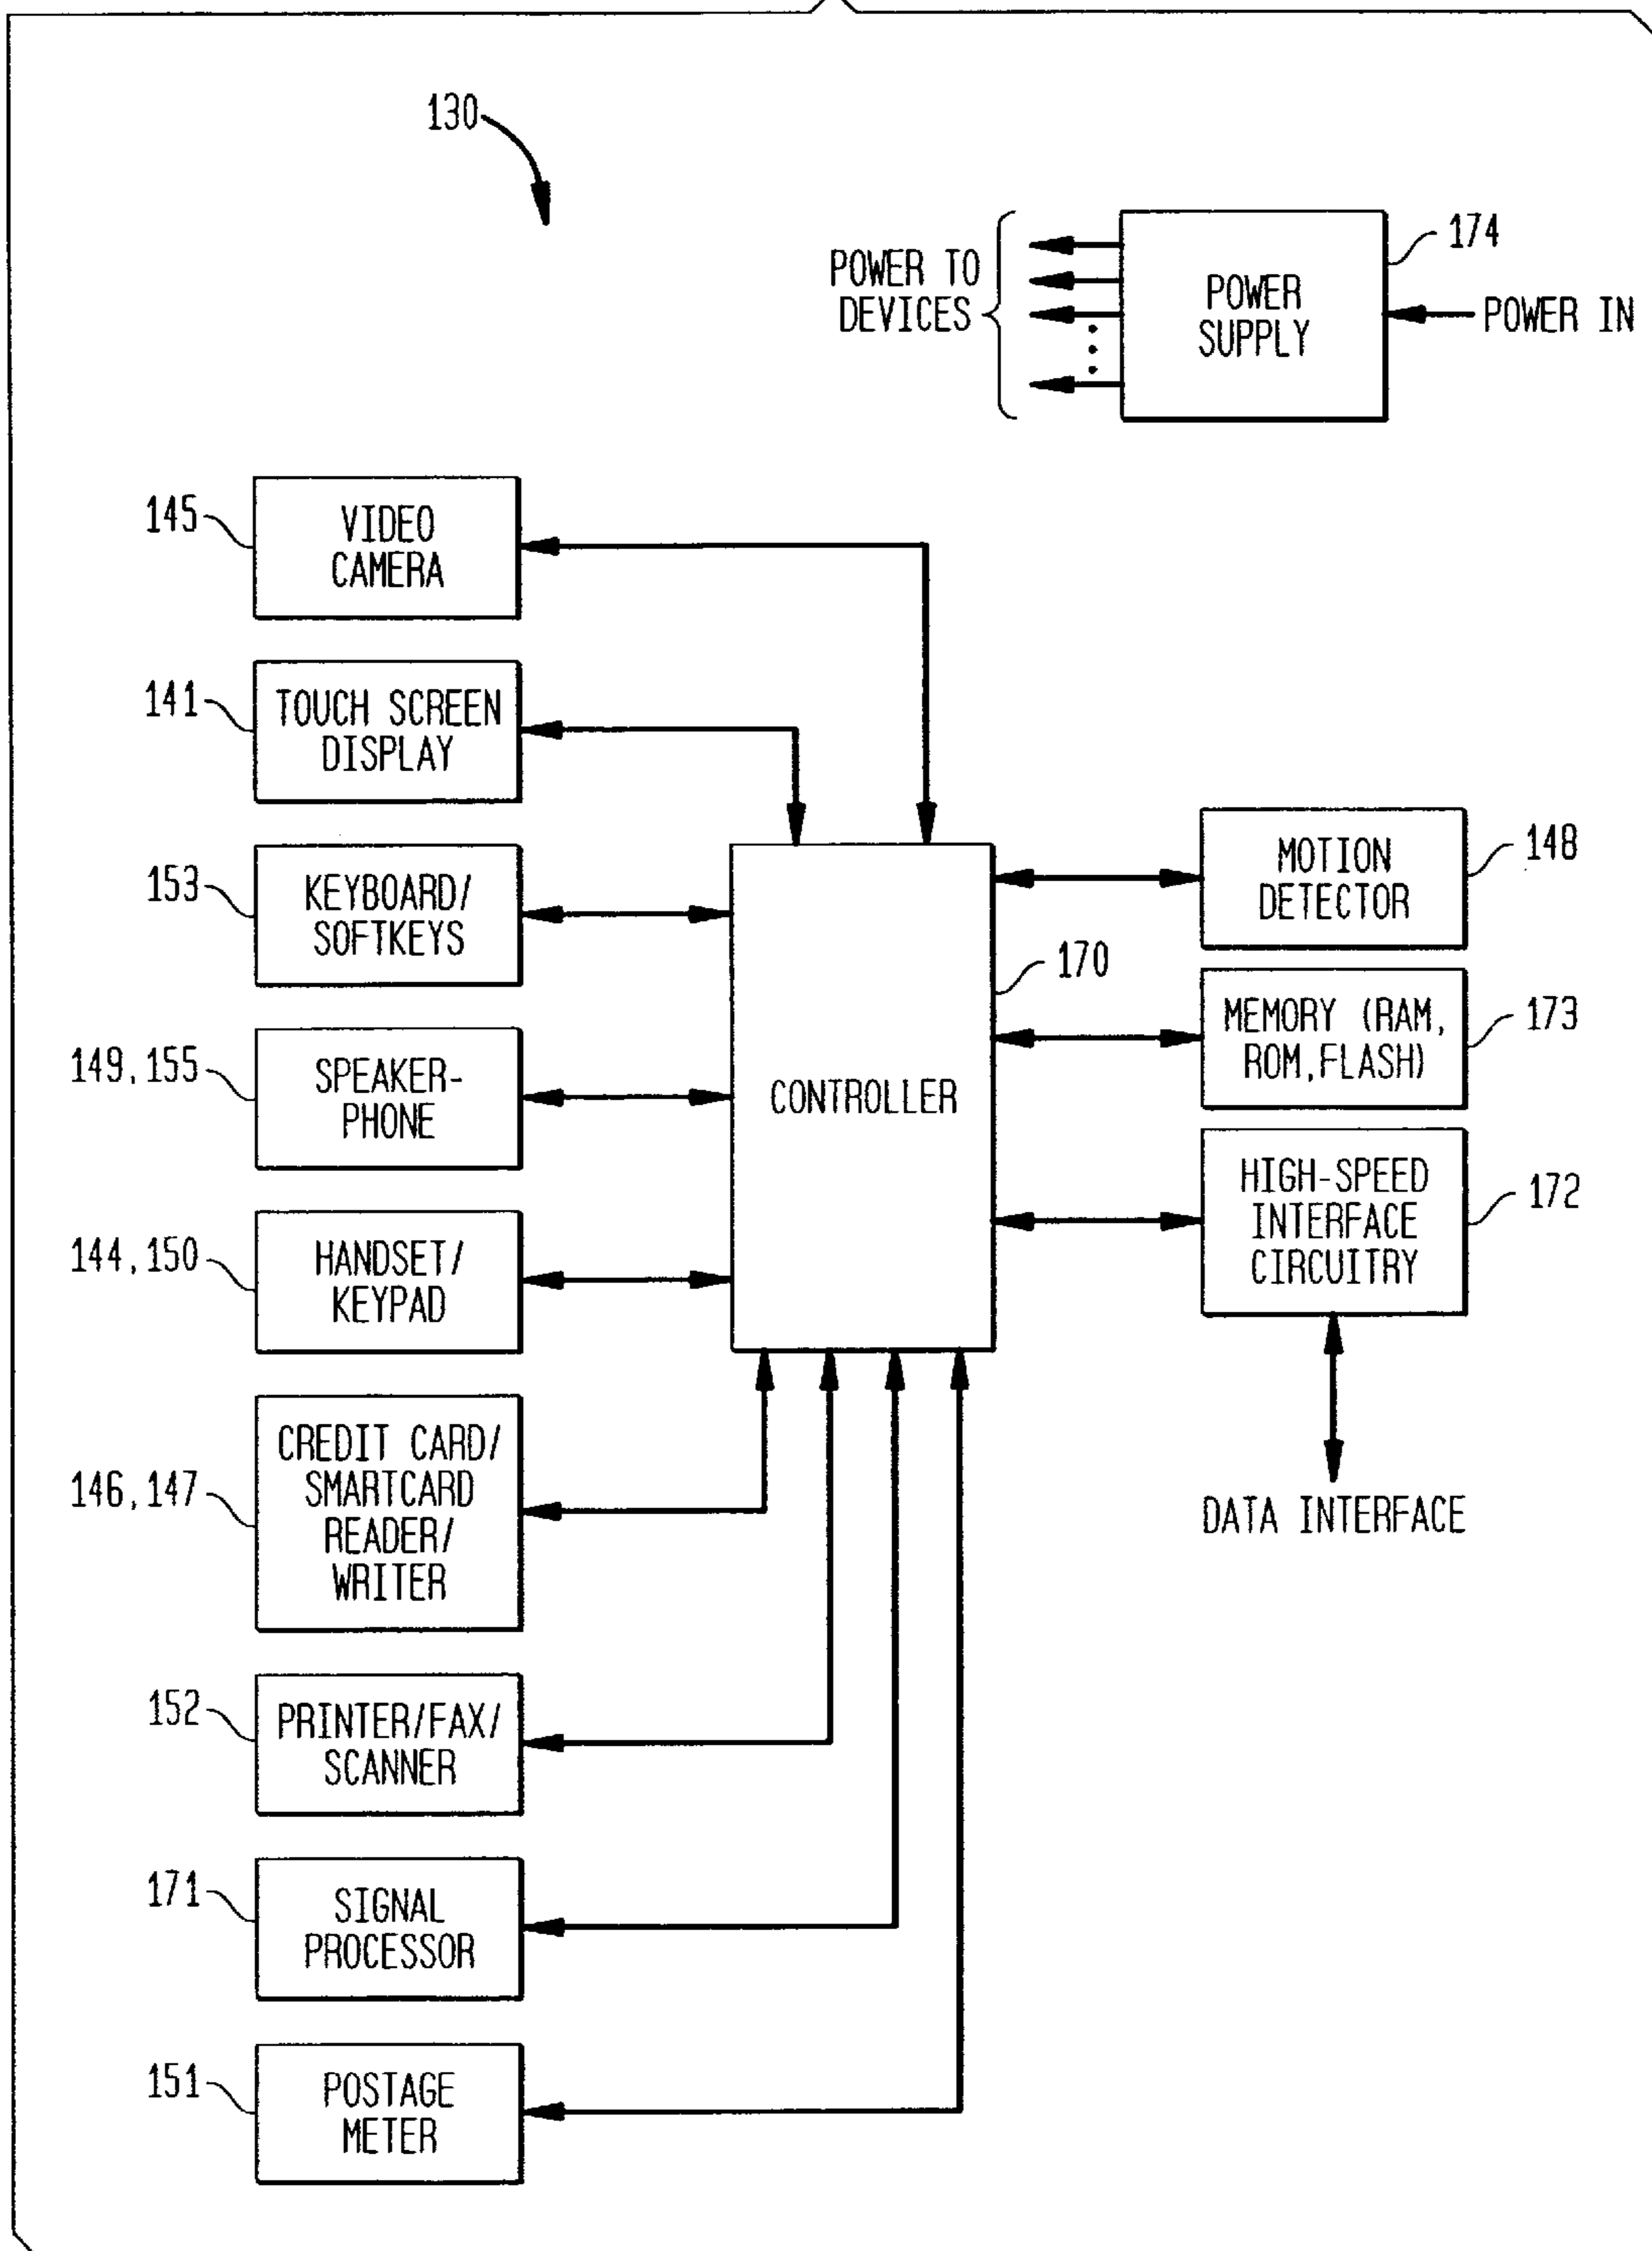 130
POWER TO
DEVICES
POWER
SUPPLY
174
POWER IN
145
VIDEO
CAMERA
141
TOUCH SCREEN
DISPLAY
153
KEYBOARD/
SOFTKEYS
149,155
SPEAKER-
PHONE
144,150
HANDSET/
KEYPAD
146,147
CREDIT CARD/
SMARTCARD
READER/
WRITER
152
PRINTER/FAX/
SCANNER
171
SIGNAL
PROCESSOR
151
POSTAGE
METER
CONTROLLER
170
MOTION
DETECTOR
148
MEMORY (RAM,
ROM,FLASH)
173
HIGH-SPEED
INTERFACE
CIRCUITRY
172
DATA INTERFACE